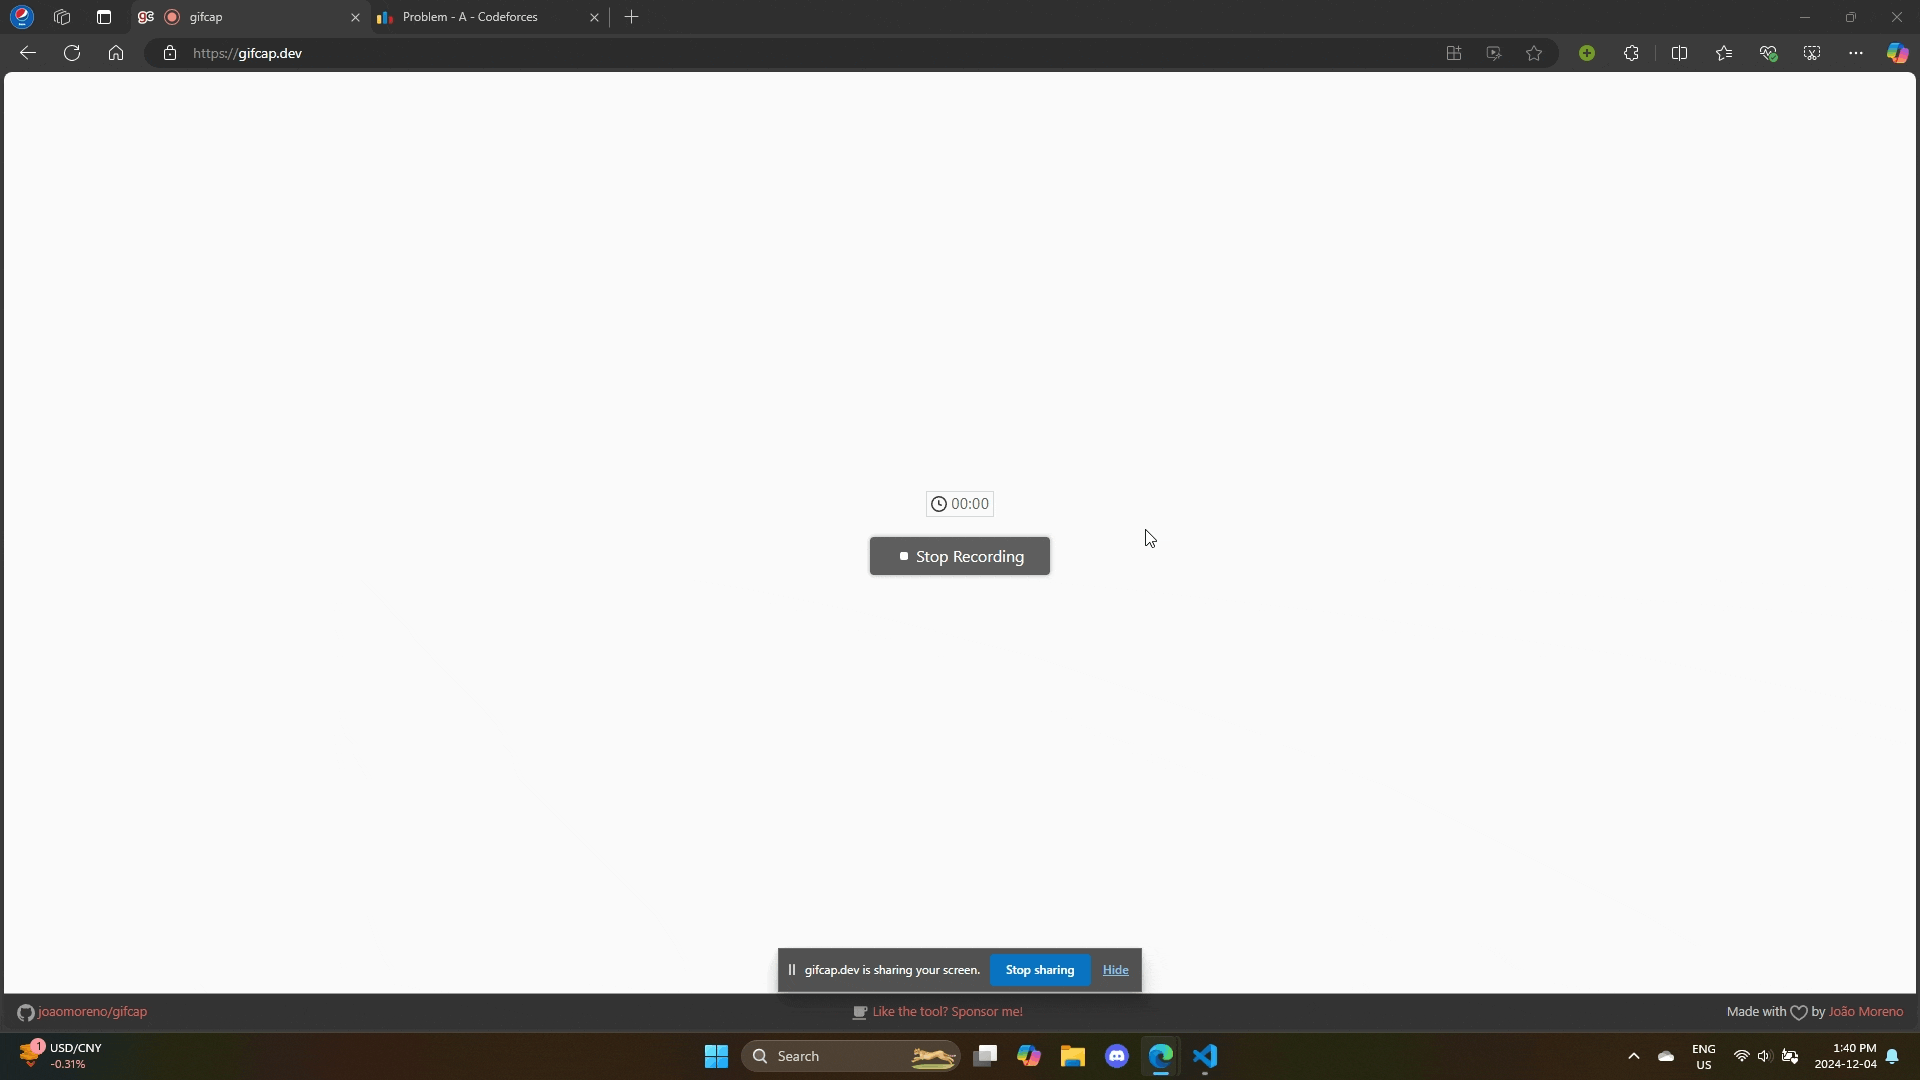 gc gifcap
Problem - A - Codeforces
https://gifcap.dev
00:00
Stop Recording
gifcap.dev is sharing your screen. Stop sharing Hide
joaomoreno/gifcap
Like the tool? Sponsor me!
Made with by João Moreno
1
USD/CNY
-0.31%
Search
ENG
US
1:40 PM
2024-12-04